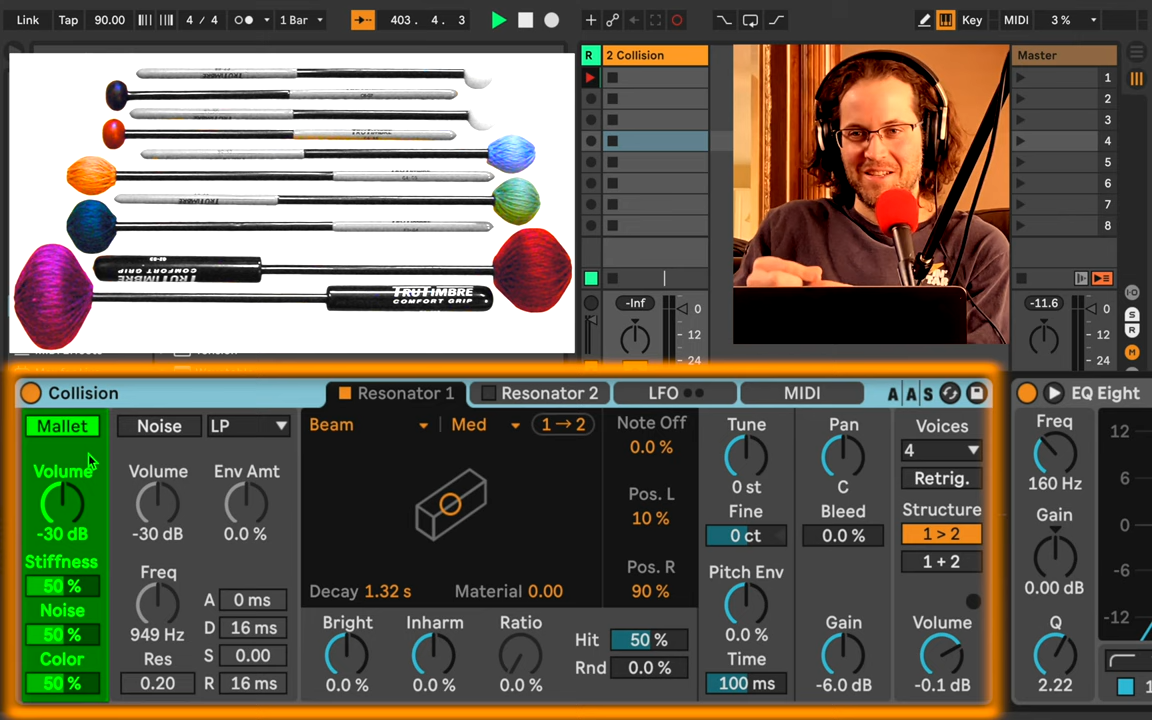 Link Tap 90.00 4 / 4 1 Bar 403. 4. 3 Key MIDI 3 %
R 2 Collision Master
1
2
3
4
5
6
7
8
TRUTIMBRE
COMFORT GRIP
TRUTIMBRE
COMFORT GRIP
-Inf 0 -11.6 0
12 12
24 24
S
R
M
Collision Resonator 1 Resonator 2 LFO MIDI AAS EQ Eight
Mallet Noise LP Beam Med 1→2 Note Off Tune Pan Voices Freq 12
0.0 % 4
Volume Volume Env Amt 0 st C Retrig. 160 Hz 6
-30 dB -30 dB 0.0 % Pos. L Fine Bleed Structure Gain
10 % 0 ct 0.0 % 1 > 2 0
Stiffness 1 + 2
50 % Freq Pos. R Pitch Env 0.00 dB -6
Noise 949 Hz A 0 ms Decay 1.32 s Material 0.00 90 % 0.0 % -12
50 % D 16 ms Bright Inharm Ratio Hit 50 % Time Gain Volume Q
Color Res S 0.00 Rnd 0.0 %
50 % 0.20 R 16 ms 0.0 % 0.0 % 0.0 % 100 ms -6.0 dB -0.1 dB 2.22 1